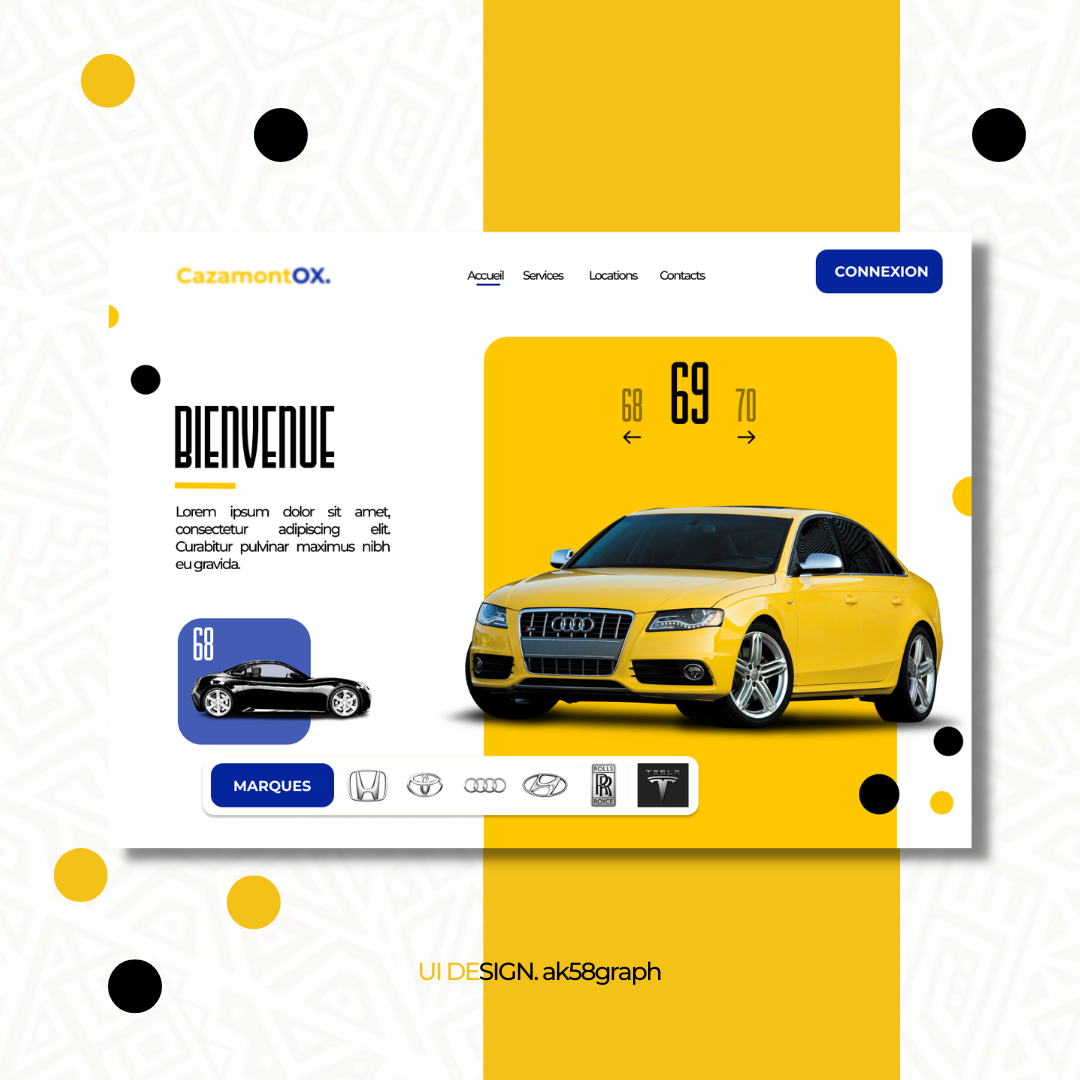 CazamontOX.
Accueil Services Locations Contacts
CONNEXION
68 69 70
BIENVENUE
Lorem ipsum dolor sit amet,
consectetur adipiscing elit.
Curabitur pulvinar maximus nibh
eu gravida.
68
MARQUES
ROLLS
RR
ROYCE
TESLA
UI DESIGN. ak58graph